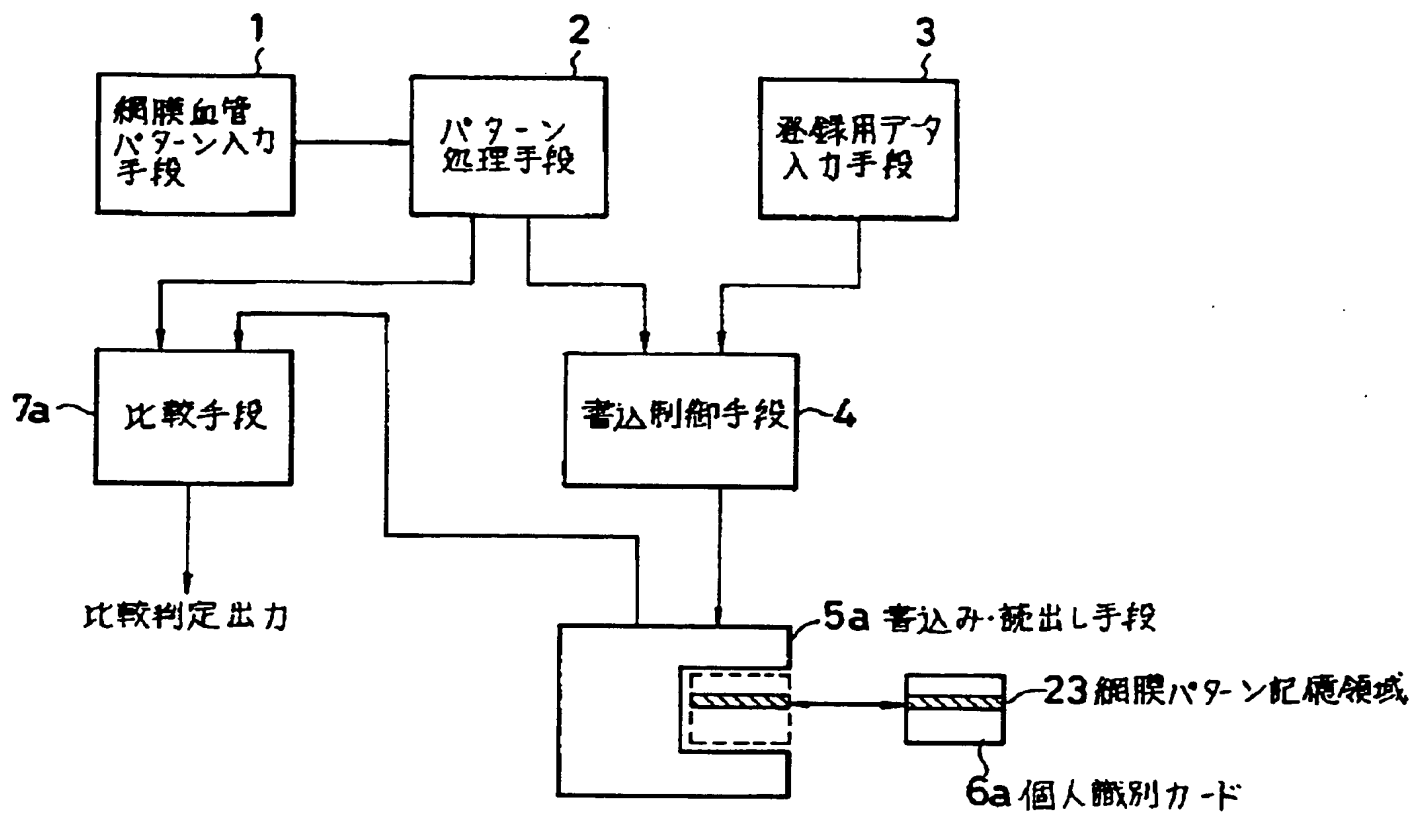 1
2
3
網膜血管
パターン入力
手段
パターン
処理手段
登録用データ
入力手段
7a
比較手段
書込制御手段
4
比較判定出力
5a 書込み・読出し手段
23 網膜パターン記憶領域
6a 個人識別カード